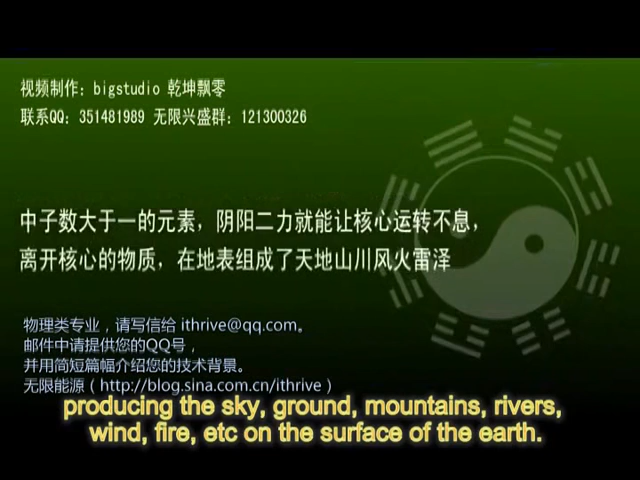 视频制作：bigstudio 乾坤飘零
联系QQ：351481989 无限兴盛群：121300326
中子数大于一的元素，阴阳二力就能让核心运转不息，
离开核心的物质，在地表组成了天地山川风火雷泽
物理类专业，请写信给 ithrive@qq.com。
邮件中请提供您的QQ号，
并用简短篇幅介绍您的技术背景。
无限能源（http://blog.sina.com.cn/ithrive）
producing the sky, ground, mountains, rivers,
wind, fire, etc on the surface of the earth.